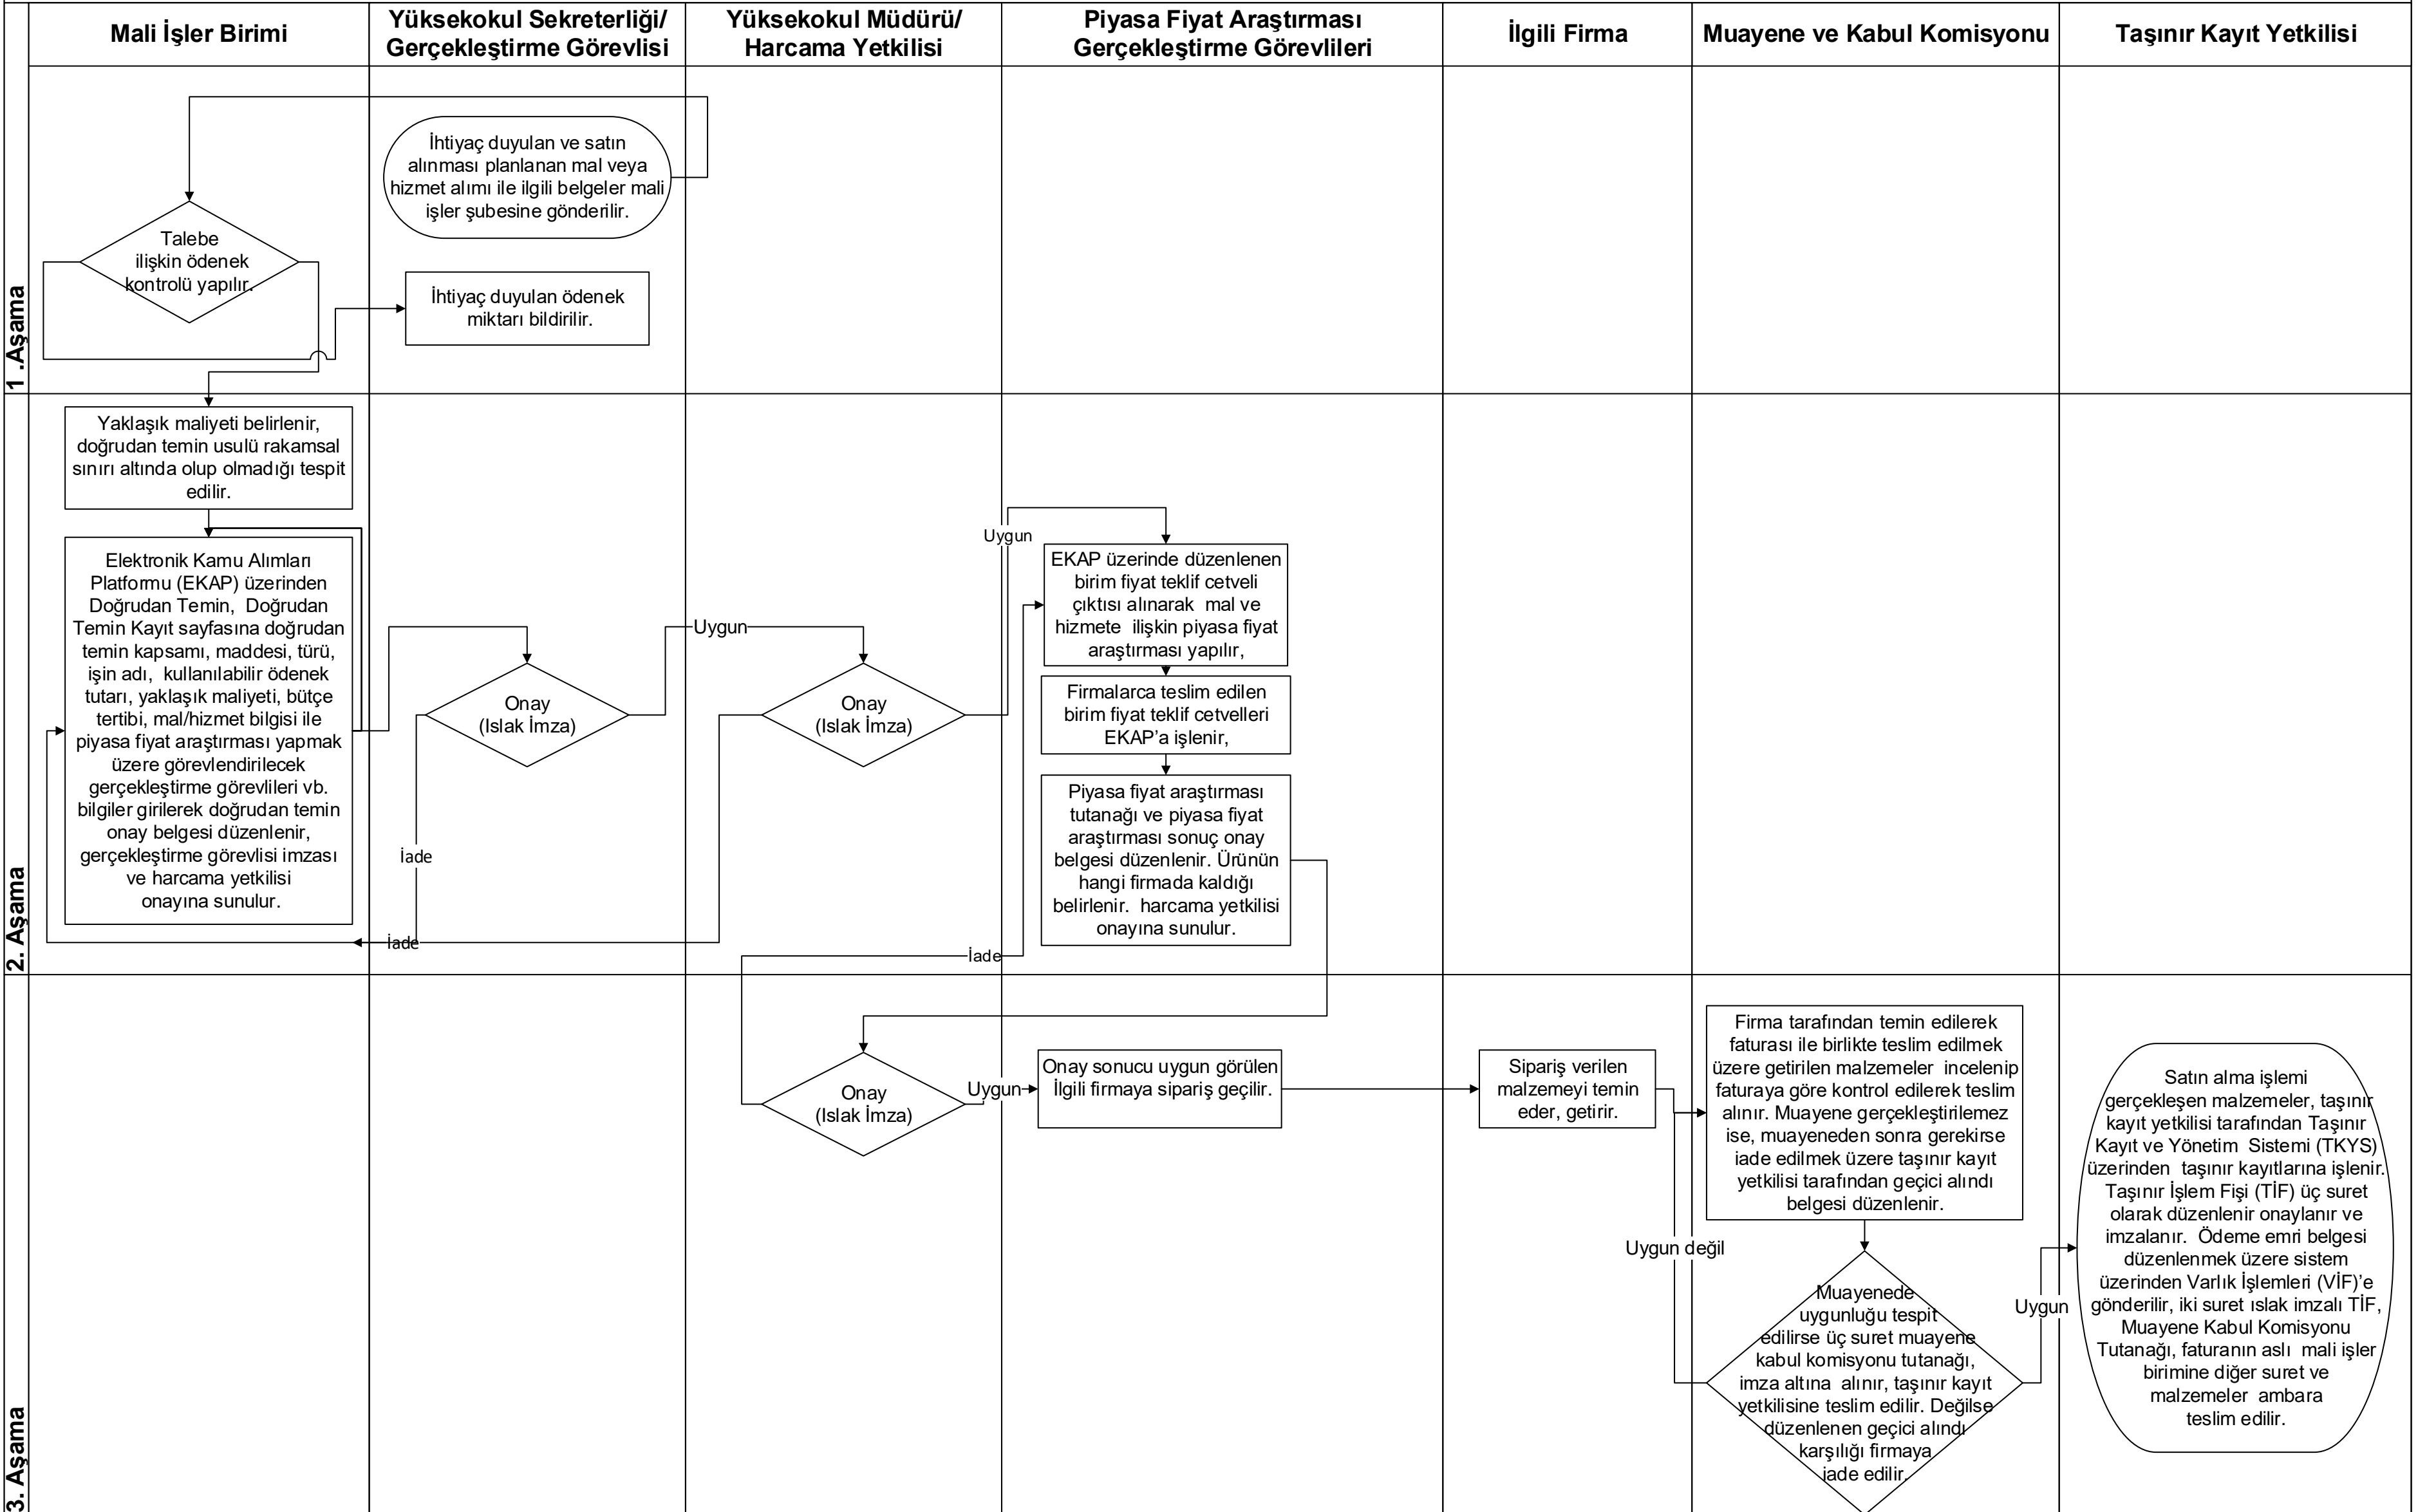 Mali İşler Birimi
Yüksekokul Sekreterliği/
Gerçekleştirme Görevlisi
Yüksekokul Müdürü/
Harcama Yetkilisi
Piyasa Fiyat Araştırması
Gerçekleştirme Görevlileri
İlgili Firma
Muayene ve Kabul Komisyonu
Taşınır Kayıt Yetkilisi
1 .Aşama
İhtiyaç duyulan ve satın
alınması planlanan mal veya
hizmet alımı ile ilgili belgeler mali
işler şubesine gönderilir.
Talebe
ilişkin ödenek
kontrolü yapılır.
İhtiyaç duyulan ödenek
miktarı bildirilir.
2. Aşama
Yaklaşık maliyeti belirlenir,
doğrudan temin usulü rakamsal
sınırı altında olup olmadığı tespit
edilir.
Elektronik Kamu Alımları
Platformu (EKAP) üzerinden
Doğrudan Temin, Doğrudan
Temin Kayıt sayfasına doğrudan
temin kapsamı, maddesi, türü,
işin adı, kullanılabilir ödenek
tutarı, yaklaşık maliyeti, bütçe
tertibi, mal/hizmet bilgisi ile
piyasa fiyat araştırması yapmak
üzere görevlendirilecek
gerçekleştirme görevlileri vb.
bilgiler girilerek doğrudan temin
onay belgesi düzenlenir,
gerçekleştirme görevlisi imzası
ve harcama yetkilisi
onayına sunulur.
Onay
(Islak İmza)
İade
İade
Uygun
Onay
(Islak İmza)
Uygun
EKAP üzerinde düzenlenen
birim fiyat teklif cetveli
çıktısı alınarak mal ve
hizmete ilişkin piyasa fiyat
araştırması yapılır,
Firmalarca teslim edilen
birim fiyat teklif cetvelleri
EKAP’a işlenir,
Piyasa fiyat araştırması
tutanağı ve piyasa fiyat
araştırması sonuç onay
belgesi düzenlenir. Ürünün
hangi firmada kaldığı
belirlenir. harcama yetkilisi
onayına sunulur.
İade
3. Aşama
Onay
(Islak İmza)
Uygun
Onay sonucu uygun görülen
İlgili firmaya sipariş geçilir.
Sipariş verilen
malzemeyi temin
eder, getirir.
Firma tarafından temin edilerek
faturası ile birlikte teslim edilmek
üzere getirilen malzemeler incelenip
faturaya göre kontrol edilerek teslim
alınır. Muayene gerçekleştirilemez
ise, muayeneden sonra gerekirse
iade edilmek üzere taşınır kayıt
yetkilisi tarafından geçici alındı
belgesi düzenlenir.
Uygun değil
Muayenede
uygunluğu tespit
edilirse üç suret muayene
kabul komisyonu tutanağı,
imza altına alınır, taşınır kayıt
yetkilisine teslim edilir. Değilse
düzenlenen geçici alındı
karşılığı firmaya
iade edilir.
Uygun
Satın alma işlemi
gerçekleşen malzemeler, taşınır
kayıt yetkilisi tarafından Taşınır
Kayıt ve Yönetim Sistemi (TKYS)
üzerinden taşınır kayıtlarına işlenir.
Taşınır İşlem Fişi (TİF) üç suret
olarak düzenlenir onaylanır ve
imzalanır. Ödeme emri belgesi
düzenlenmek üzere sistem
üzerinden Varlık İşlemleri (VİF)’e
gönderilir, iki suret ıslak imzalı TİF,
Muayene Kabul Komisyonu
Tutanağı, faturanın aslı mali işler
birimine diğer suret ve
malzemeler ambara
teslim edilir.